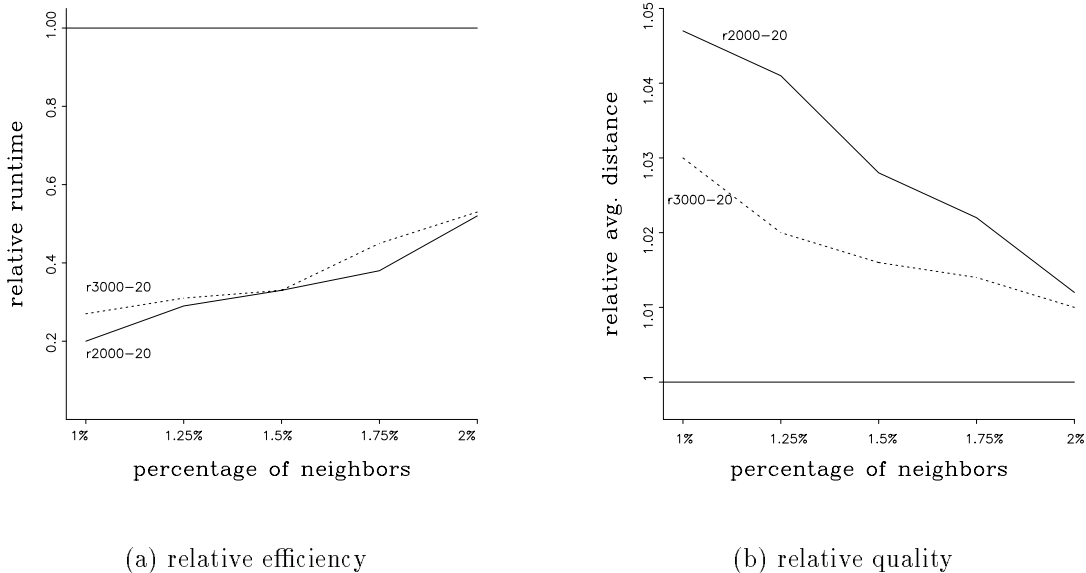 relative runtime
1.00
0.8
0.6
0.4
0.2
r3000-20
r2000-20
1% 1.25% 1.5% 1.75% 2%
percentage of neighbors
(a) relative efficiency
relative avg. distance
1.05
1.04
1.03
1.02
1.01
1
r2000-20
r3000-20
1% 1.25% 1.5% 1.75% 2%
percentage of neighbors
(b) relative quality